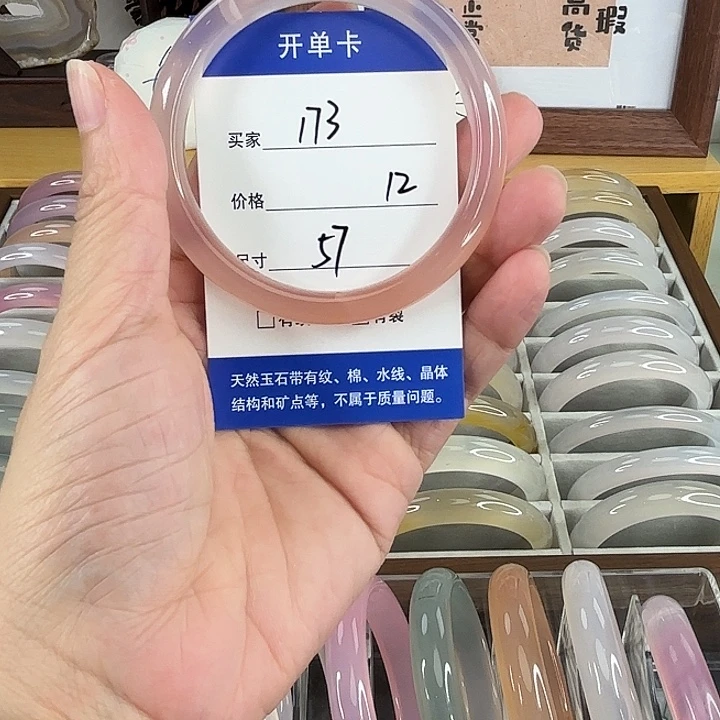 开单卡
买家 173
价格 12
尺寸 57
天然玉石带有纹、棉、水线、晶体
结构和矿点等，不属于质量问题。
高货
瑕